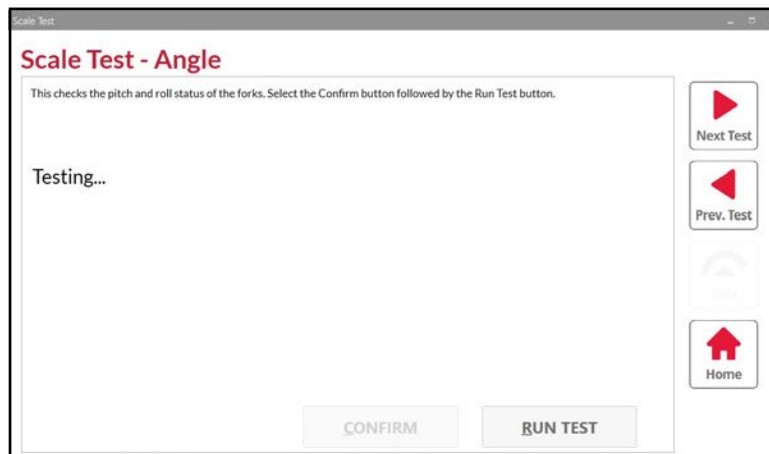 Scale Test
Scale Test - Angle
This checks the pitch and roll status of the forks. Select the Confirm button followed by the Run Test button.
Testing...
Next Test
Prev. Test
Home
CONFIRM
RUN TEST